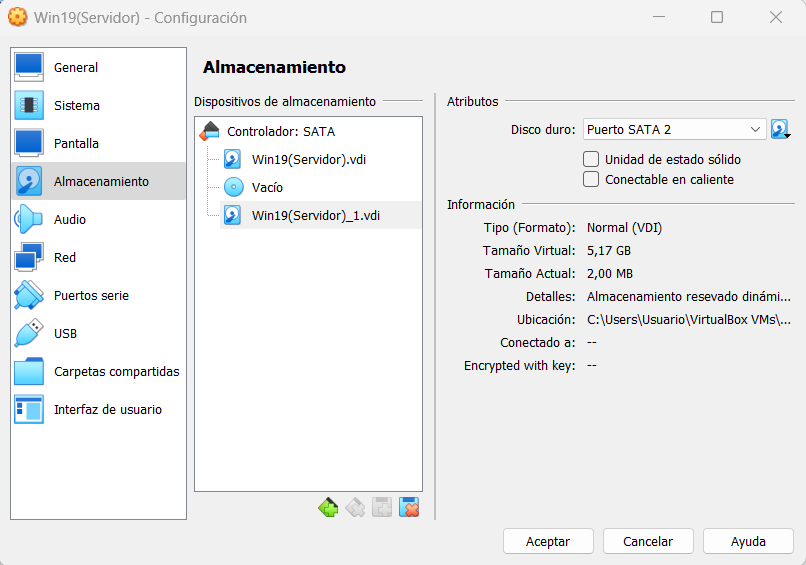 Win19(Servidor) - Configuración
General
Sistema
Pantalla
Almacenamiento
Audio
Red
Puertos serie
USB
Carpetas compartidas
Interfaz de usuario
Almacenamiento
Dispositivos de almacenamiento
Controlador: SATA
Win19(Servidor).vdi
Vacío
Win19(Servidor)_1.vdi
Atributos
Disco duro: Puerto SATA 2
Unidad de estado sólido
Conectable en caliente
Información
Tipo (Formato): Normal (VDI)
Tamaño Virtual: 5,17 GB
Tamaño Actual: 2,00 MB
Detalles: Almacenamiento resevado dinámi...
Ubicación: C:\Users\Usuario\VirtualBox VMs\...
Conectado a: --
Encrypted with key: --
Aceptar
Cancelar
Ayuda